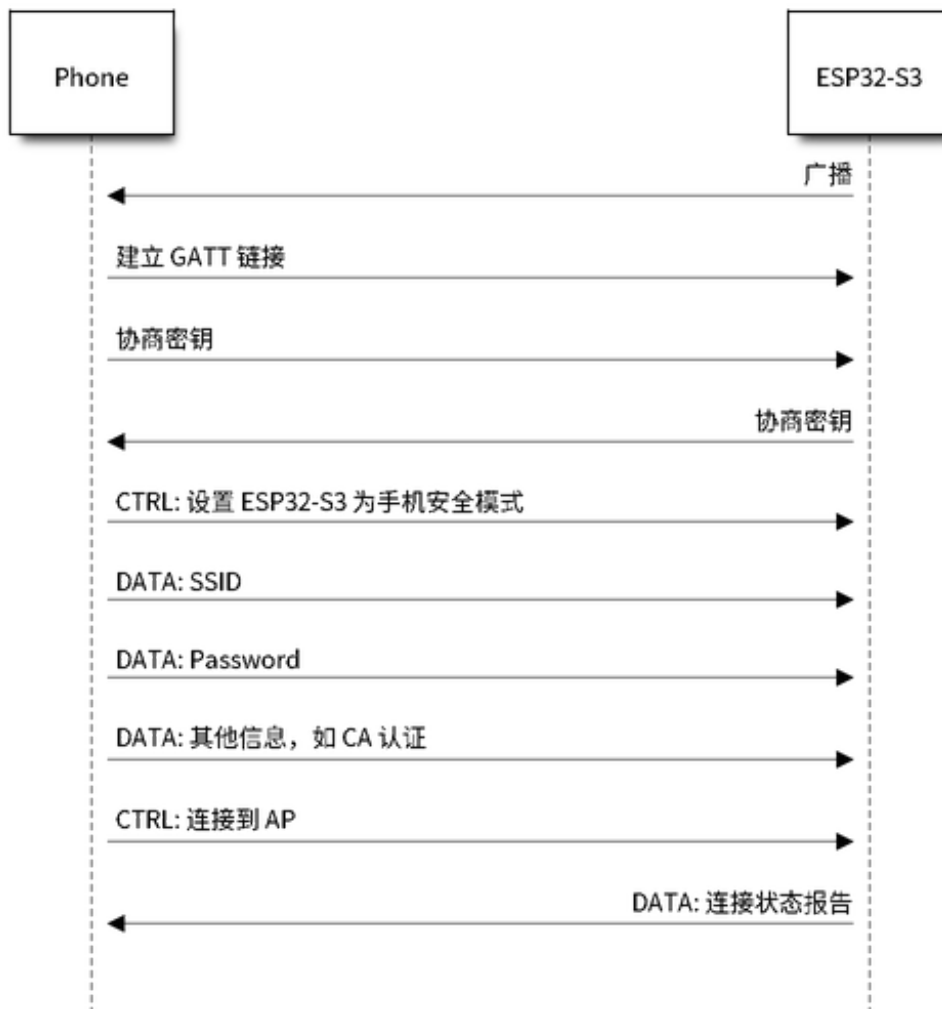 Phone
ESP32-S3
广播
建立 GATT 链接
协商密钥
协商密钥
CTRL: 设置 ESP32-S3 为手机安全模式
DATA: SSID
DATA: Password
DATA: 其他信息，如 CA 认证
CTRL: 连接到 AP
DATA: 连接状态报告